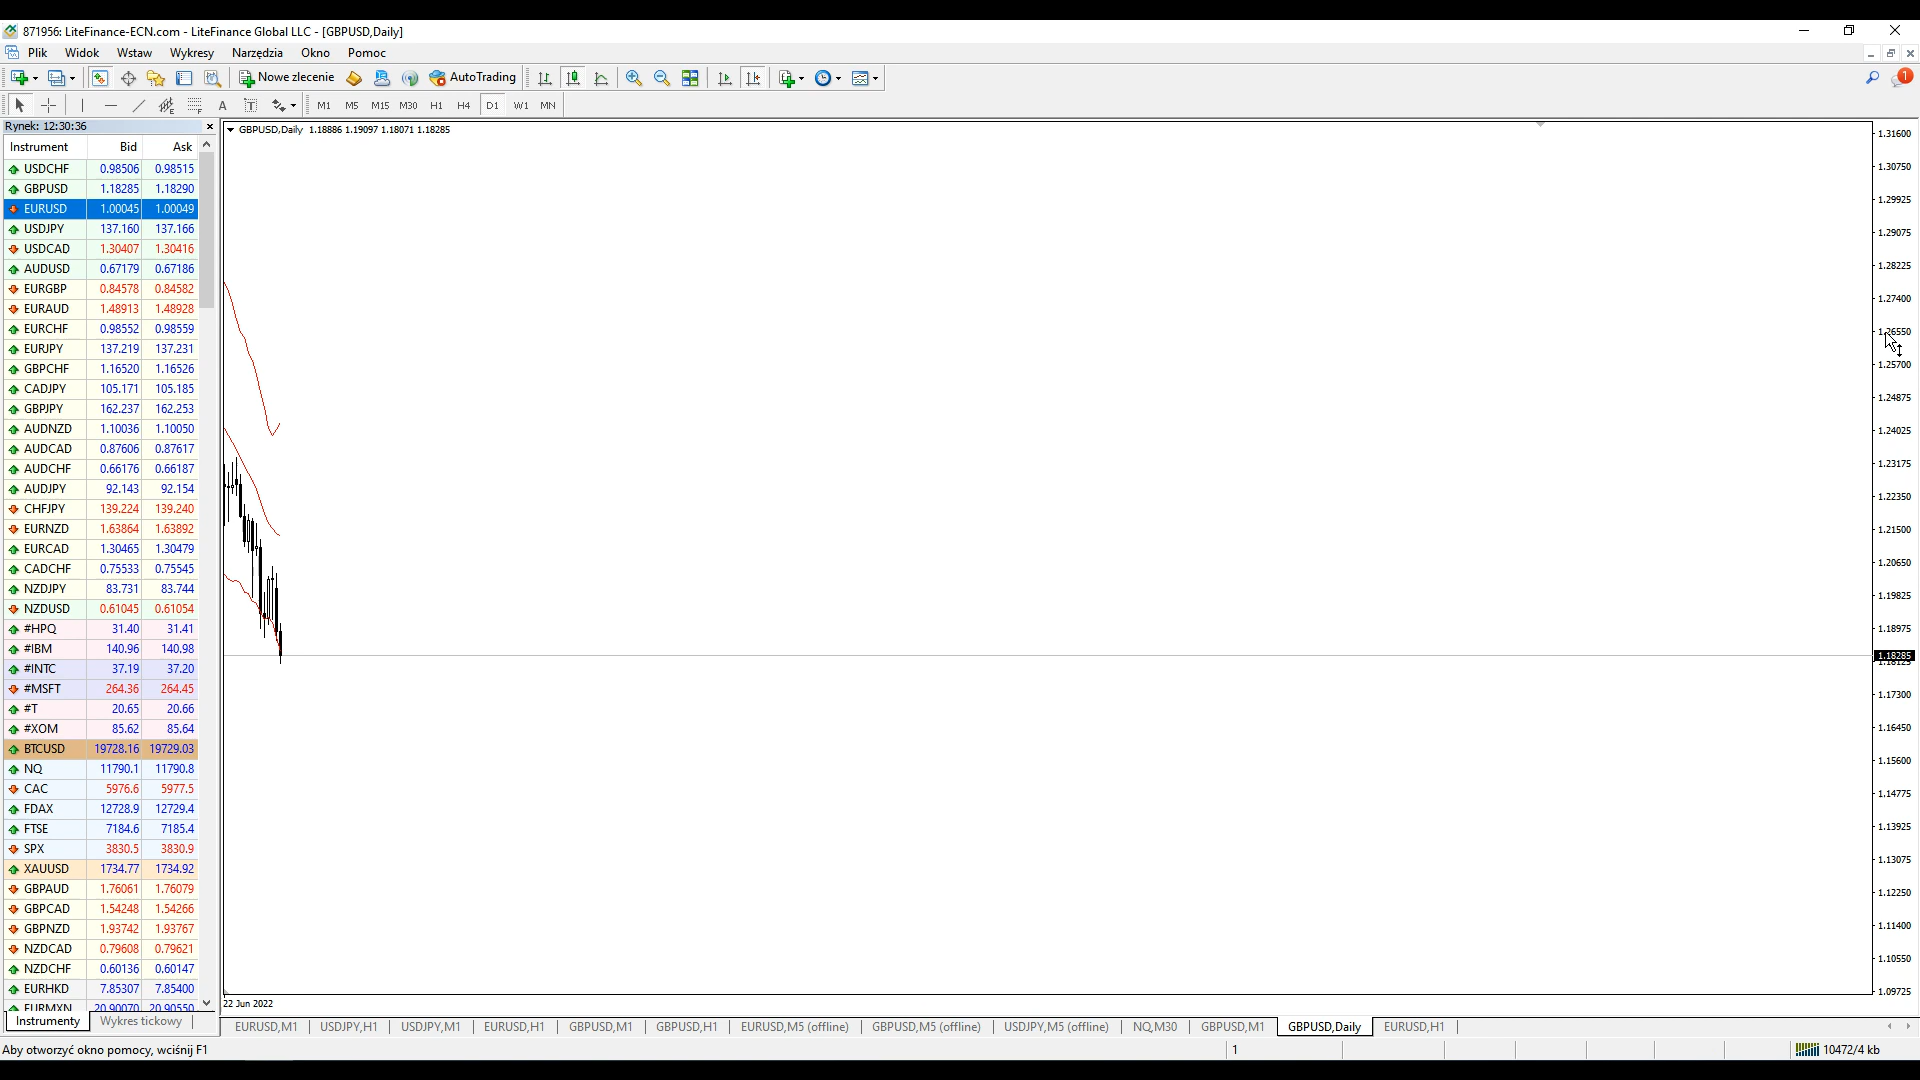 871956: LiteFinance-ECN.com - LiteFinance Global LLC - [GBPUSD,Daily]
Plik Widok Wstaw Wykresy Narzędzia Okno Pomoc
Nowe zlecenie AutoTrading 1
A T M1 M5 M15 M30 H1 H4 D1 W1 MN
Rynek: 12:30:36
Instrument Bid Ask
USDCHF 0.98506 0.98515
GBPUSD 1.18285 1.18290
EURUSD 1.00045 1.00049
USDJPY 137.160 137.166
USDCAD 1.30407 1.30416
AUDUSD 0.67179 0.67186
EURGBP 0.84578 0.84582
EURAUD 1.48913 1.48928
EURCHF 0.98552 0.98559
EURJPY 137.219 137.231
GBPCHF 1.16520 1.16526
CADJPY 105.171 105.185
GBPJPY 162.237 162.253
AUDNZD 1.10036 1.10050
AUDCAD 0.87606 0.87617
AUDCHF 0.66176 0.66187
AUDJPY 92.143 92.154
CHFJPY 139.224 139.240
EURNZD 1.63864 1.63892
EURCAD 1.30465 1.30479
CADCHF 0.75533 0.75545
NZDJPY 83.731 83.744
NZDUSD 0.61045 0.61054
#HPQ 31.40 31.41
#IBM 140.96 140.98
#INTC 37.19 37.20
#MSFT 264.36 264.45
#T 20.65 20.66
#XOM 85.62 85.64
BTCUSD 19728.16 19729.03
NQ 11790.1 11790.8
CAC 5976.6 5977.5
FDAX 12728.9 12729.4
FTSE 7184.6 7185.4
SPX 3830.5 3830.9
XAUUSD 1734.77 1734.92
GBPAUD 1.76061 1.76079
GBPCAD 1.54248 1.54266
GBPNZD 1.93742 1.93767
NZDCAD 0.79608 0.79621
NZDCHF 0.60136 0.60147
EURHKD 7.85307 7.85400
EURMXN 20.90070 20.90550
Instrumenty Wykres tickowy
GBPUSD,Daily 1.18886 1.19097 1.18071 1.18285
1.31600
1.30750
1.29925
1.29075
1.28225
1.27400
1.26550
1.25700
1.24875
1.24025
1.23175
1.22350
1.21500
1.20650
1.19825
1.18975
1.18285
1.17300
1.16450
1.15600
1.14775
1.13925
1.13075
1.12250
1.11400
1.10550
1.09725
22 Jun 2022
EURUSD,M1 USDJPY,H1 USDJPY,M1 EURUSD,H1 GBPUSD,M1 GBPUSD,H1 EURUSD,M5 (offline) GBPUSD,M5 (offline) USDJPY,M5 (offline) NQ,M30 GBPUSD,M1 GBPUSD,Daily EURUSD,H1
Aby otworzyć okno pomocy, wciśnij F1 1 10472/4 kb